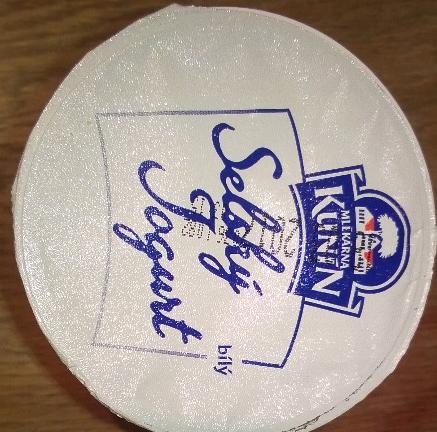 MLÉKÁRNA
KUNÍN
Selský
Jogurt
bílý